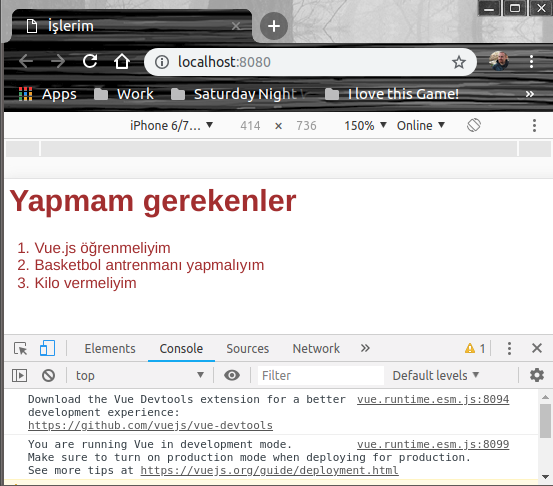 İşlerim
localhost:8080
Apps Work Saturday Night I love this Game! »
iPhone 6/7… ▼ 414 × 736 150% ▼ Online ▼
Yapmam gerekenler
1. Vue.js öğrenmeliyim
2. Basketbol antrenmanı yapmalıyım
3. Kilo vermeliyim
Elements Console Sources Network » 1
top ▼ Filter Default levels ▼
Download the Vue Devtools extension for a better vue.runtime.esm.js:8094
development experience:
https://github.com/vuejs/vue-devtools
You are running Vue in development mode. vue.runtime.esm.js:8099
Make sure to turn on production mode when deploying for production.
See more tips at https://vuejs.org/guide/deployment.html